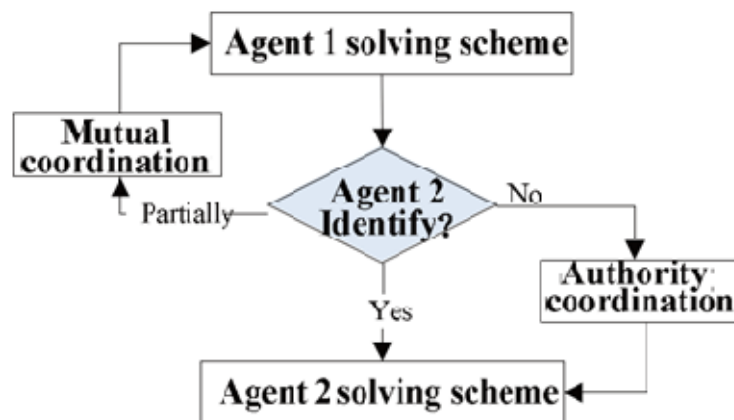 Agent 1 solving scheme
Mutual
coordination
Agent 2
Identify?
Partially
No
Authority
coordination
Yes
Agent 2 solving scheme